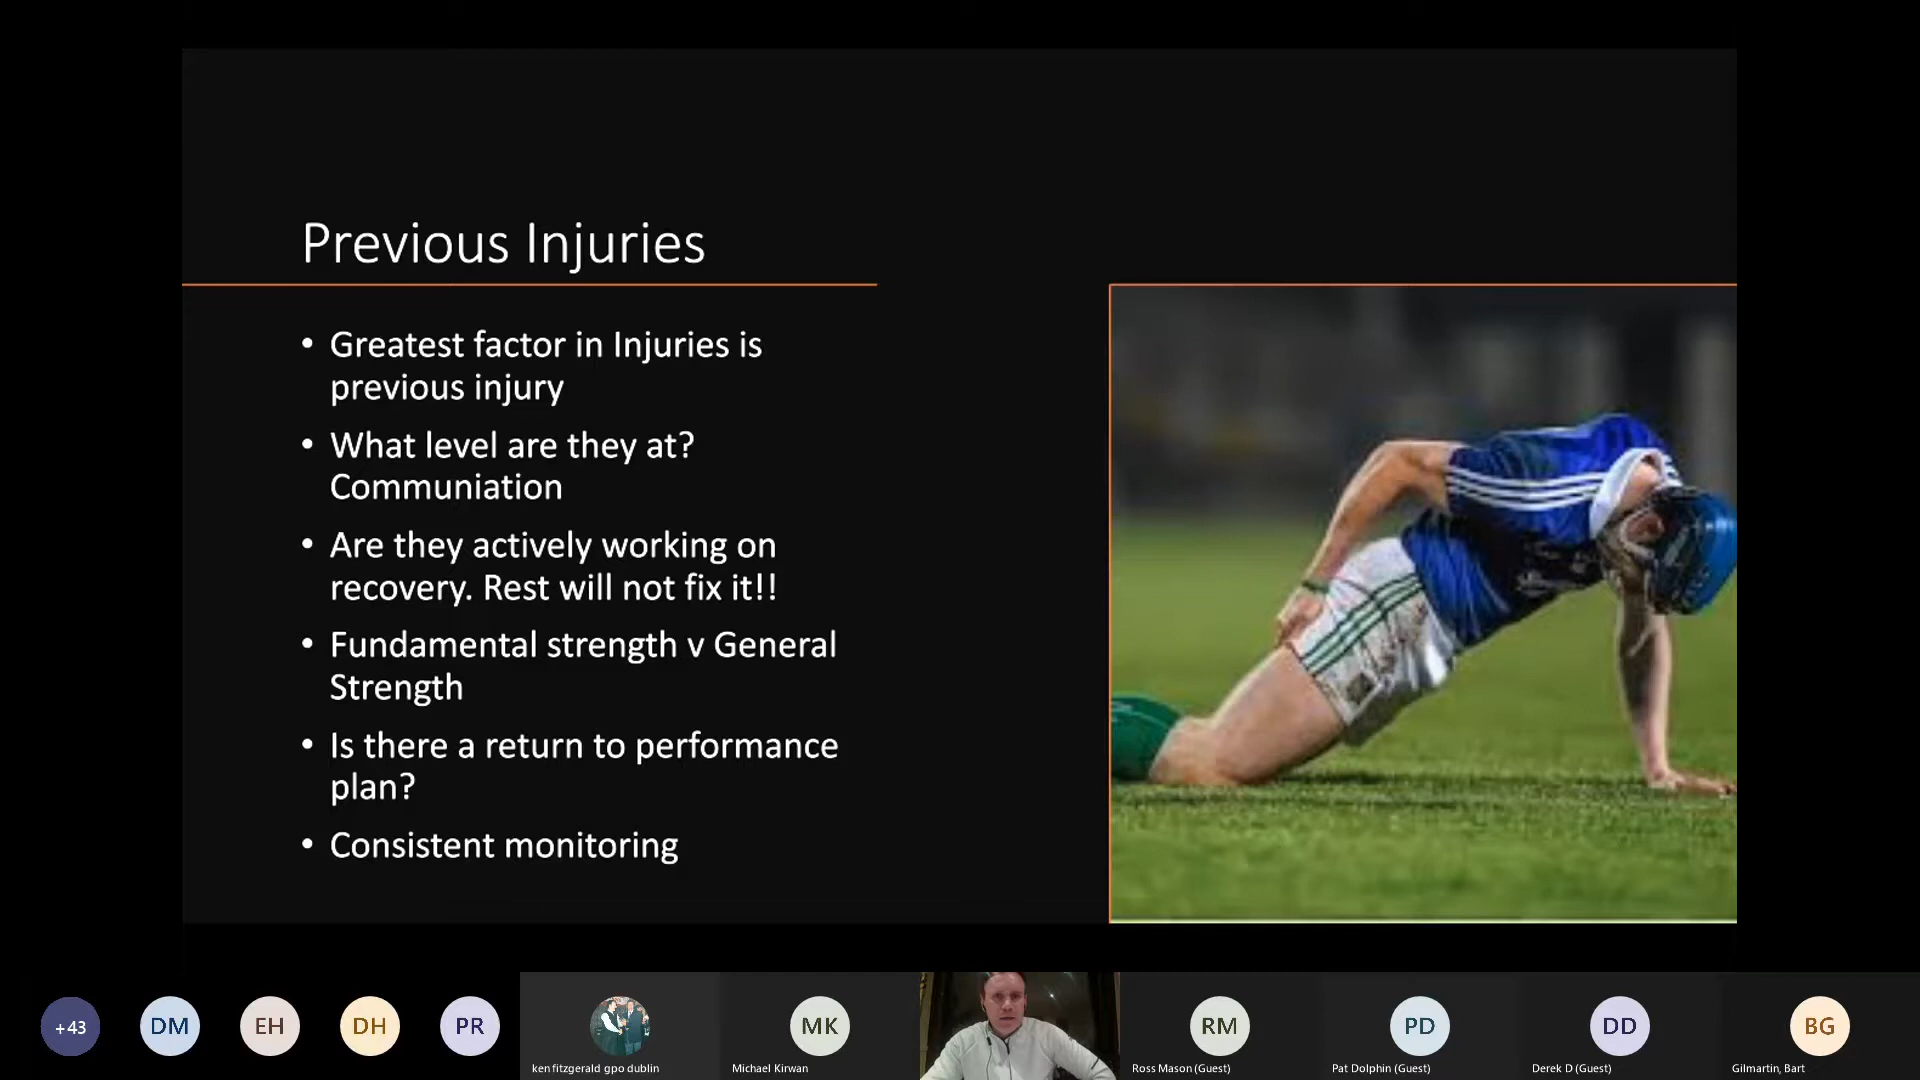 Previous Injuries
• Greatest factor in Injuries is
previous injury
• What level are they at?
Communiation
• Are they actively working on
recovery. Rest will not fix it!!
• Fundamental strength v General
Strength
• Is there a return to performance
plan?
• Consistent monitoring
+43
DM
EH
DH
PR
MK
RM
PD
DD
BG
ken fitzgerald gpo dublin
Michael Kirwan
Ross Mason (Guest)
Pat Dolphin (Guest)
Derek D (Guest)
Gilmartin, Bart